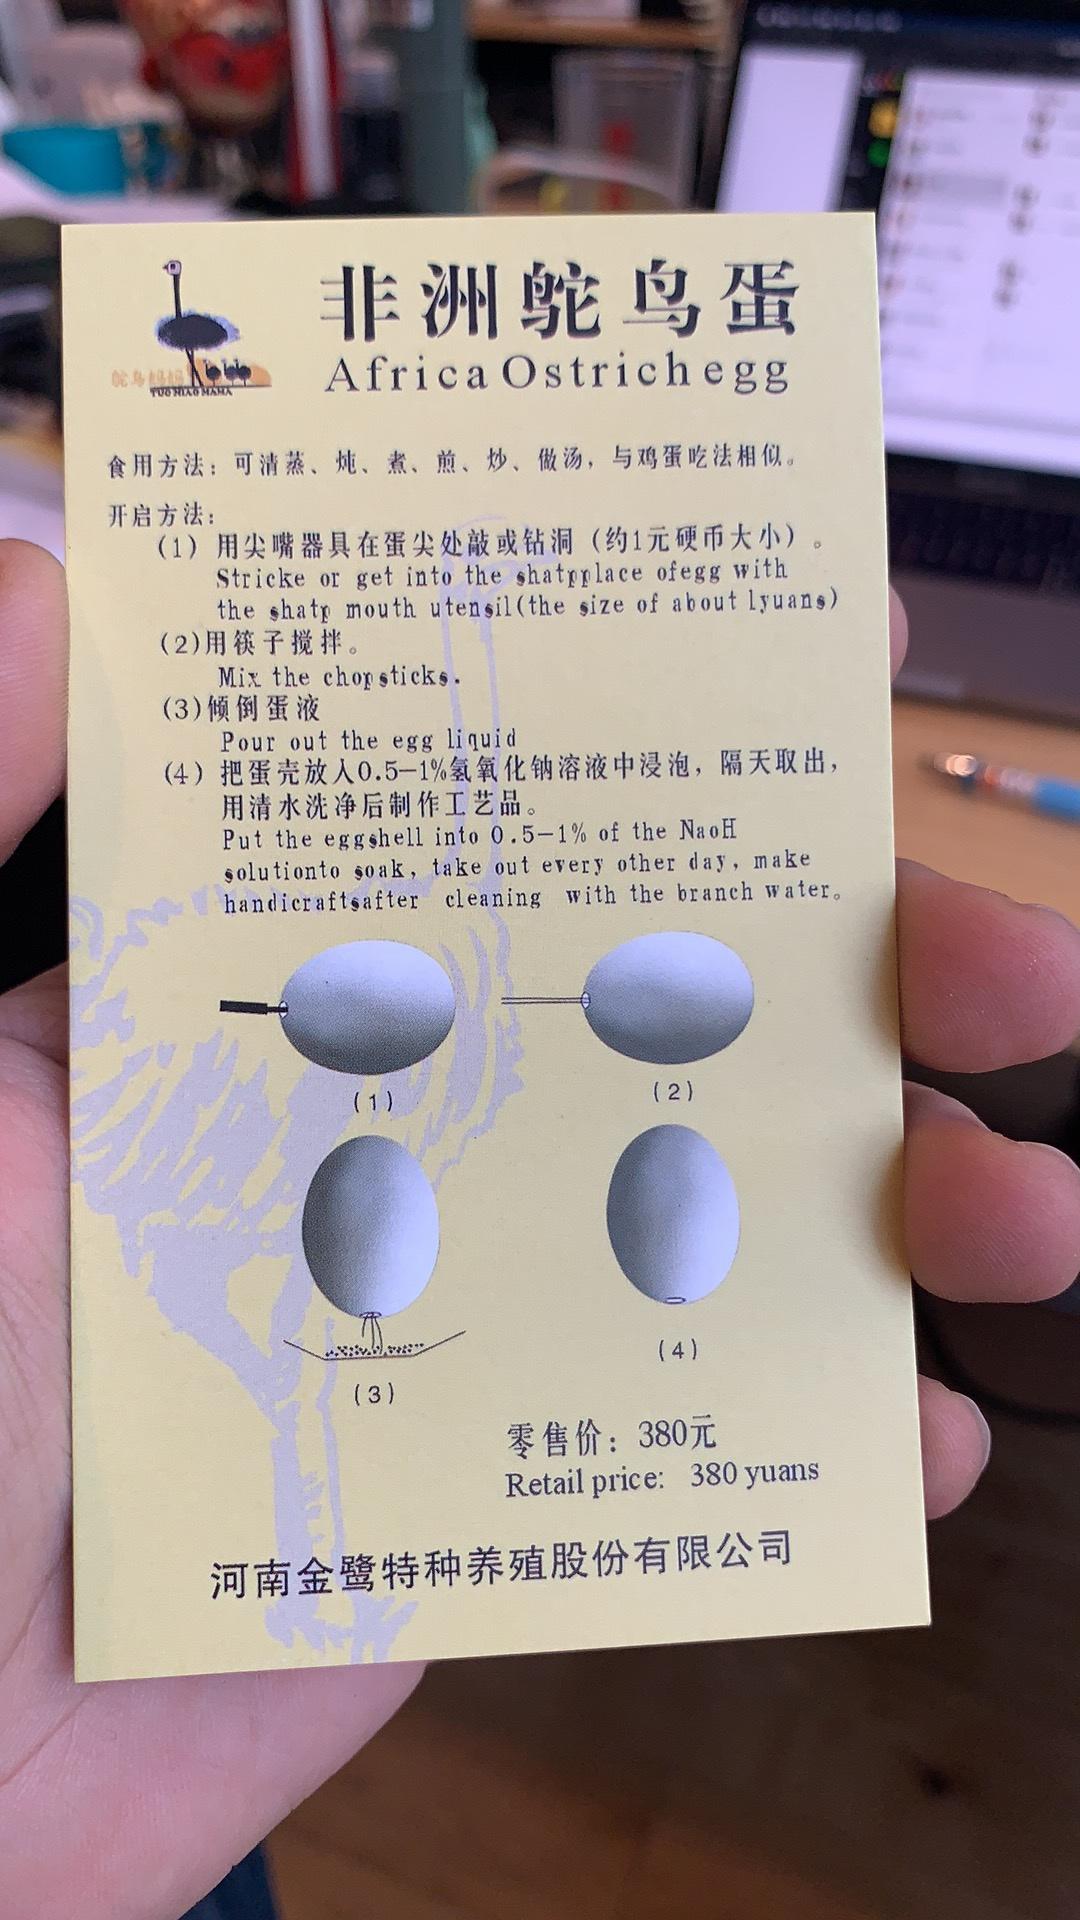 非洲鸵鸟蛋
Africa Ostrich egg
鸵鸟妈妈
TUO NIAO MAMA
食用方法：可清蒸、炖、煮、煎、炒、做汤，与鸡蛋吃法相似。
开启方法：
(1) 用尖嘴器具在蛋尖处敲或钻洞（约1元硬币大小）。
Stricke or get into the shatpplace ofegg with
the shatp mouth utensil(the size of about lyuans)
(2)用筷子搅拌。
Mix the chopsticks.
(3)倾倒蛋液
Pour out the egg liquid
(4) 把蛋壳放入0.5—1%氢氧化钠溶液中浸泡，隔天取出，
用清水洗净后制作工艺品。
Put the eggshell into 0.5—1% of the NaoH
solutionto soak, take out every other day, make
handicraftsafter cleaning with the branch water。
(1)
(2)
(3)
(4)
零售价：380元
Retail price: 380 yuans
河南金鹭特种养殖股份有限公司